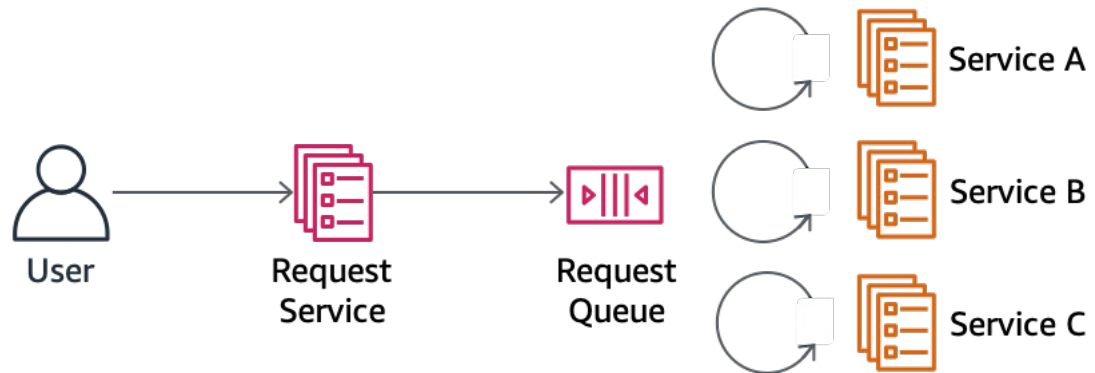 Service A
Service B
User
Request
Service
Request
Queue
Service C